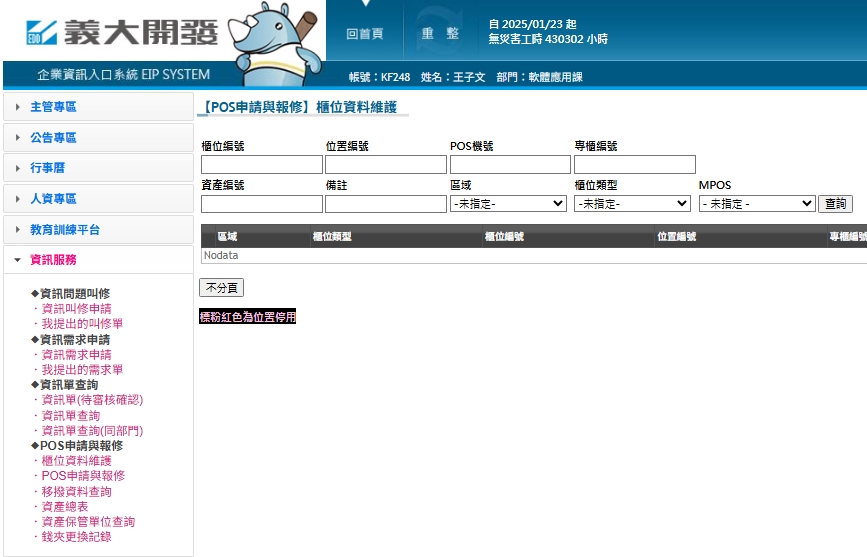 EDD 義大開發
企業資訊入口系統 EIP SYSTEM
回首頁
重 整
自 2025/01/23 起
無災害工時 430302 小時
帳號：KF248 姓名：王子文 部門：軟體應用課
主管專區
公告專區
行事曆
人資專區
教育訓練平台
資訊服務
◆資訊問題叫修
・資訊叫修申請
・我提出的叫修單
◆資訊需求申請
・資訊需求申請
・我提出的需求單
◆資訊單查詢
・資訊單(待審核確認)
・資訊單查詢
・資訊單查詢(同部門)
◆POS申請與報修
・櫃位資料維護
・POS申請與報修
・移撥資料查詢
・資產總表
・資產保管單位查詢
・錢夾更換記錄
【POS申請與報修】櫃位資料維護
櫃位編號 位置編號 POS機號 專櫃編號
資產編號 備註 區域 櫃位類型 MPOS
-未指定- -未指定- - 未指定 - 查詢
區域 櫃位類型 櫃位編號 位置編號 專櫃編號
Nodata
不分頁
標粉紅色為位置停用